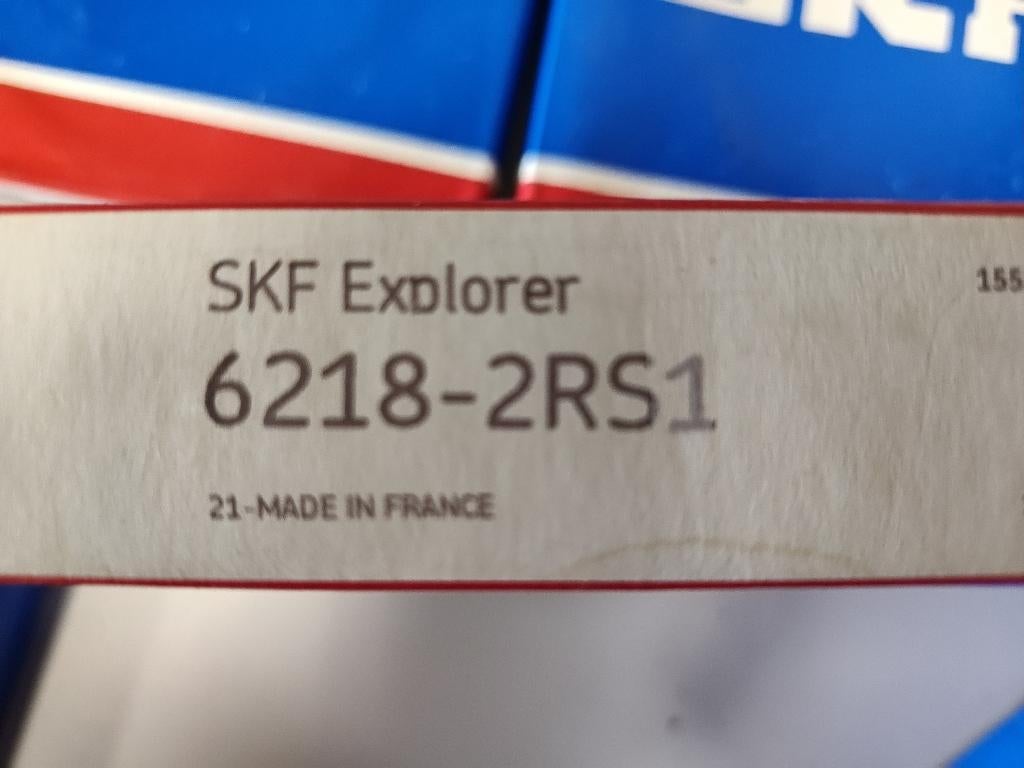 SKF Explorer
155
6218-2RS1
21-MADE IN FRANCE